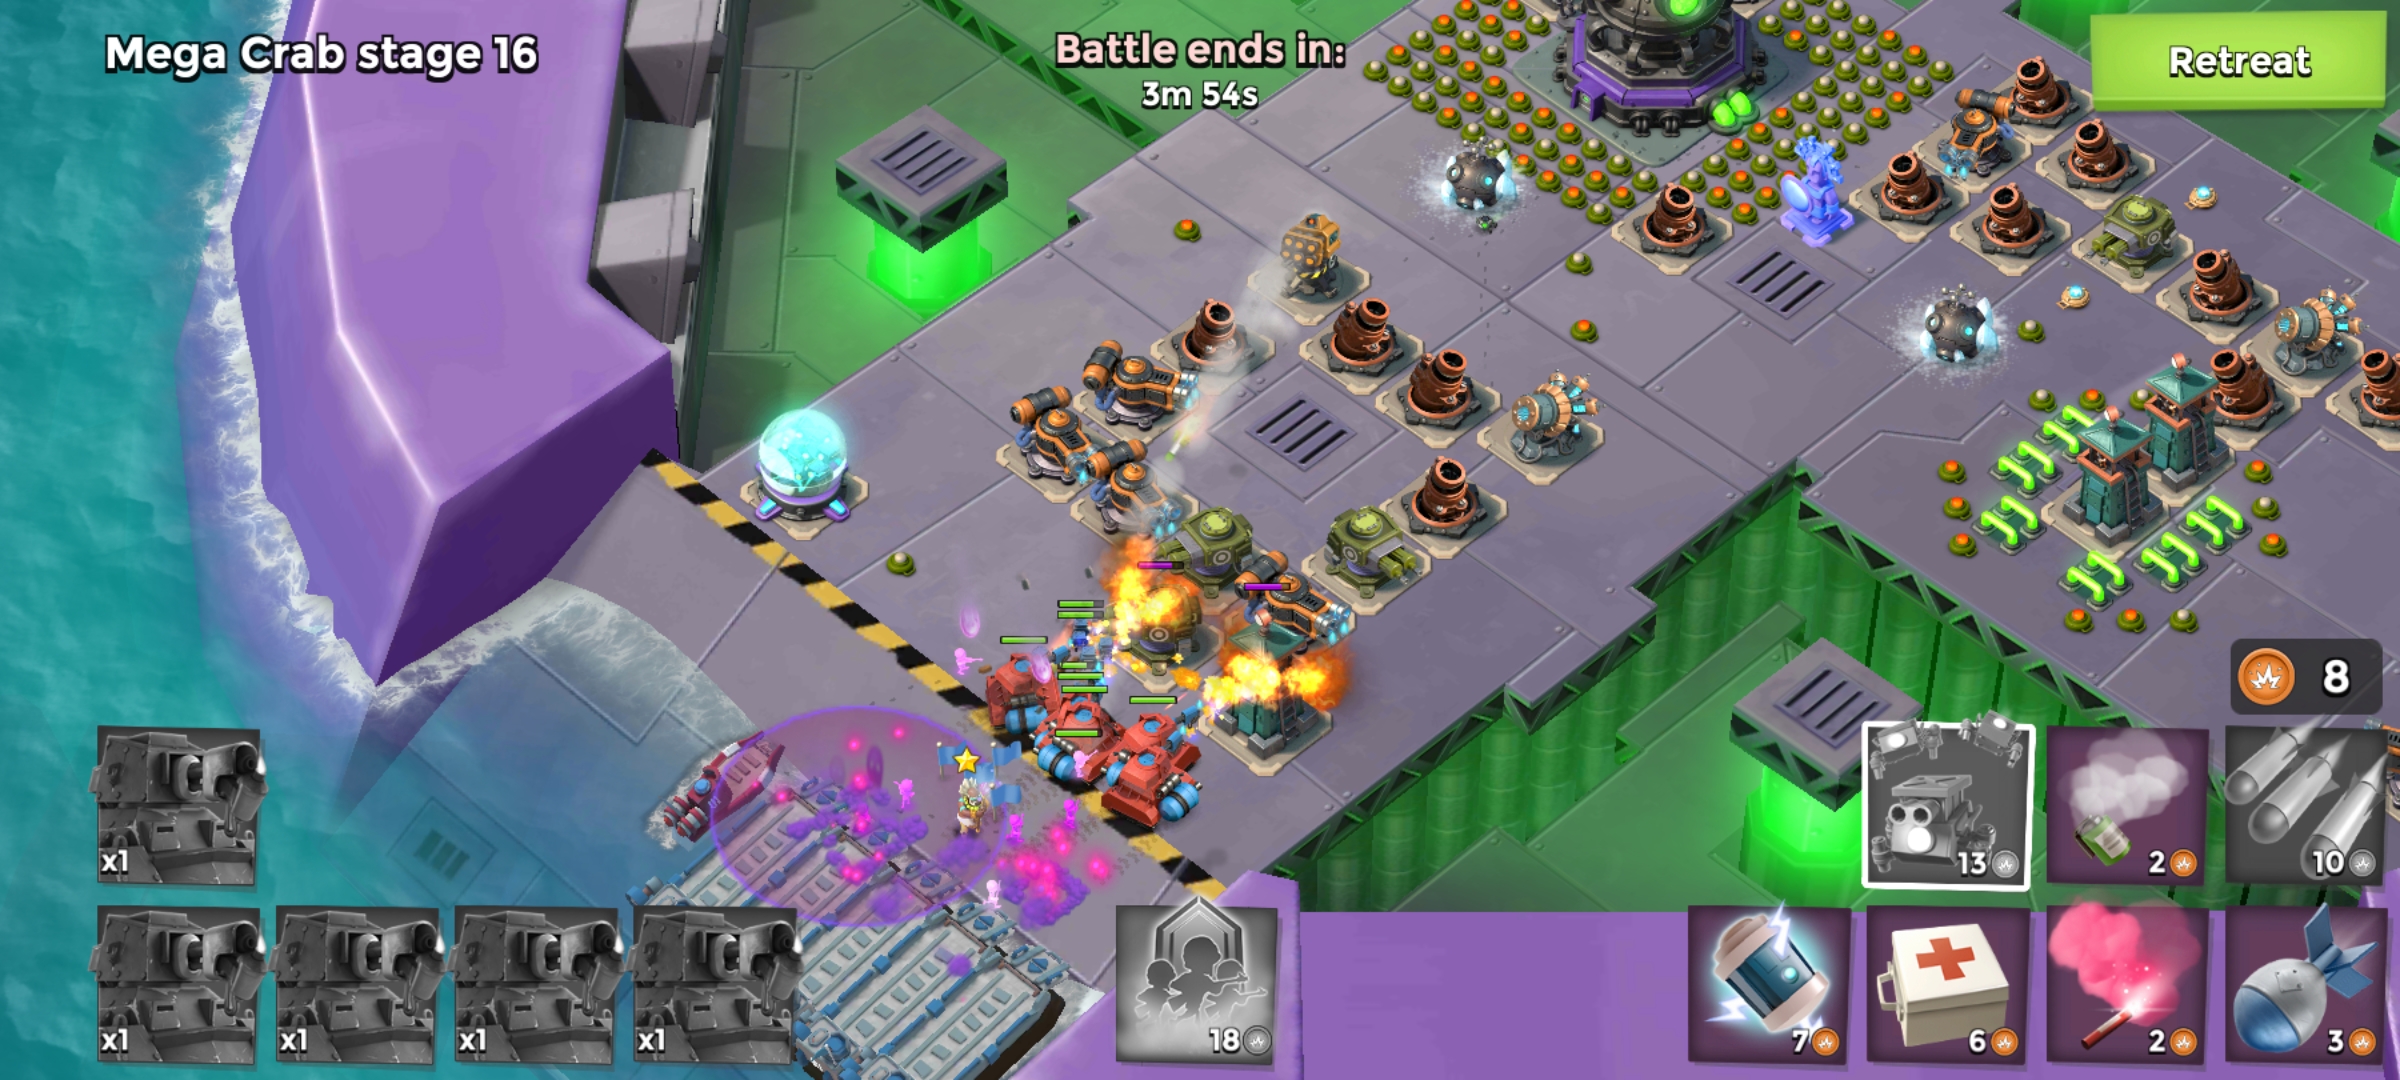 Mega Crab stage 16
Battle ends in:
3m 54s
Retreat
8
x1
13
2
10
x1
x1
x1
x1
18
7
6
2
3